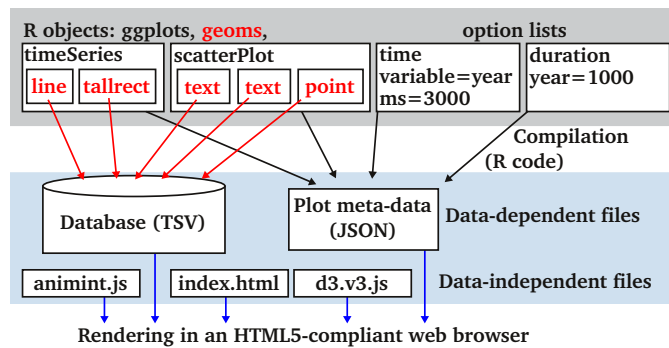 R objects: ggplots, geoms, option lists
timeSeries
line tallrect
scatterPlot
text text point
time
variable=year
ms=3000
duration
year=1000
Compilation
(R code)
Database (TSV)
Plot meta-data
(JSON)
Data-dependent files
animint.js index.html d3.v3.js Data-independent files
Rendering in an HTML5-compliant web browser